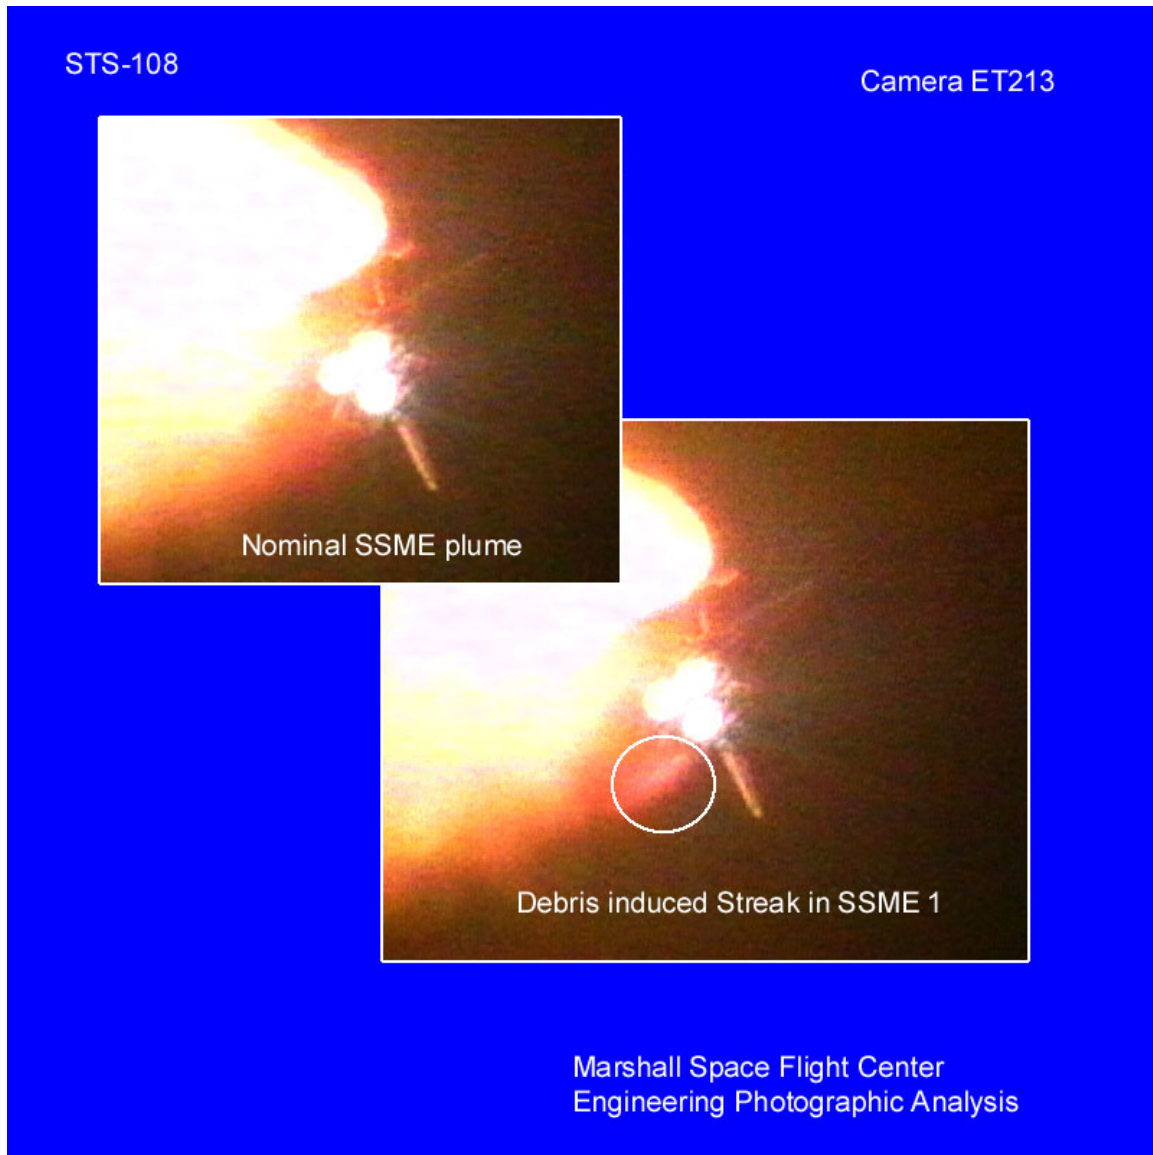 STS-108
Camera ET213
Nominal SSME plume
Debris induced Streak in SSME 1
Marshall Space Flight Center
Engineering Photographic Analysis